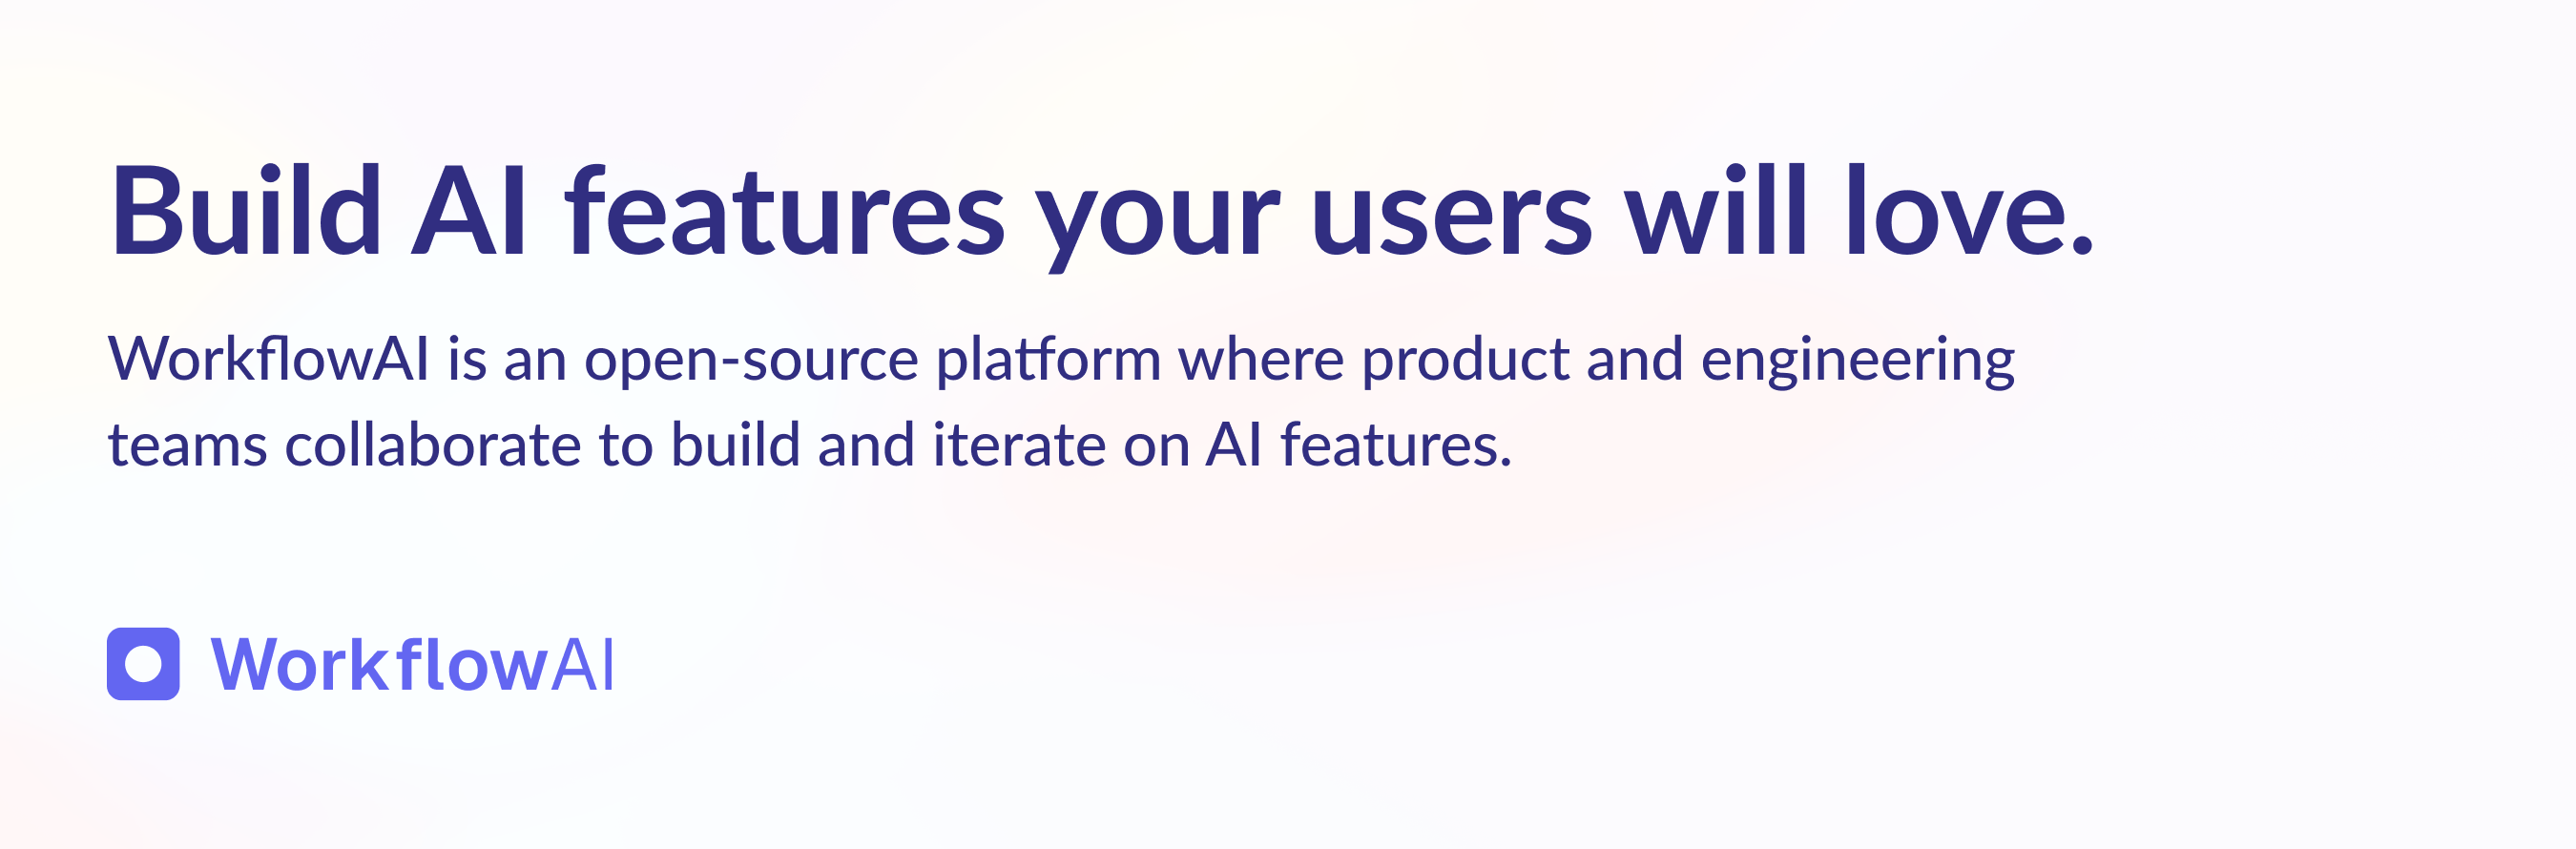 Build AI features your users will love.
WorkflowAI is an open-source platform where product and engineering
teams collaborate to build and iterate on AI features.
WorkflowAI